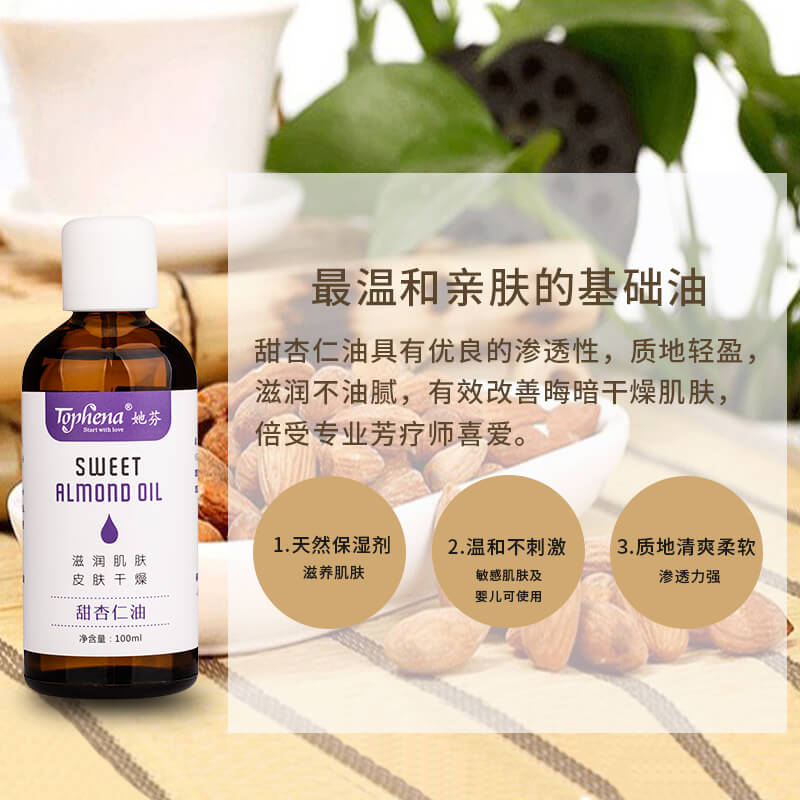 最温和亲肤的基础油
甜杏仁油具有优良的渗透性，质地轻盈，
滋润不油腻，有效改善晦暗干燥肌肤，
倍受专业芳疗师喜爱。
1.天然保湿剂
滋养肌肤
2.温和不刺激
敏感肌肤及
婴儿可使用
3.质地清爽柔软
渗透力强
Tophena® 她芬
Start with love
SWEET
ALMOND OIL
滋润肌肤
皮肤干燥
甜杏仁油
净含量：100ml